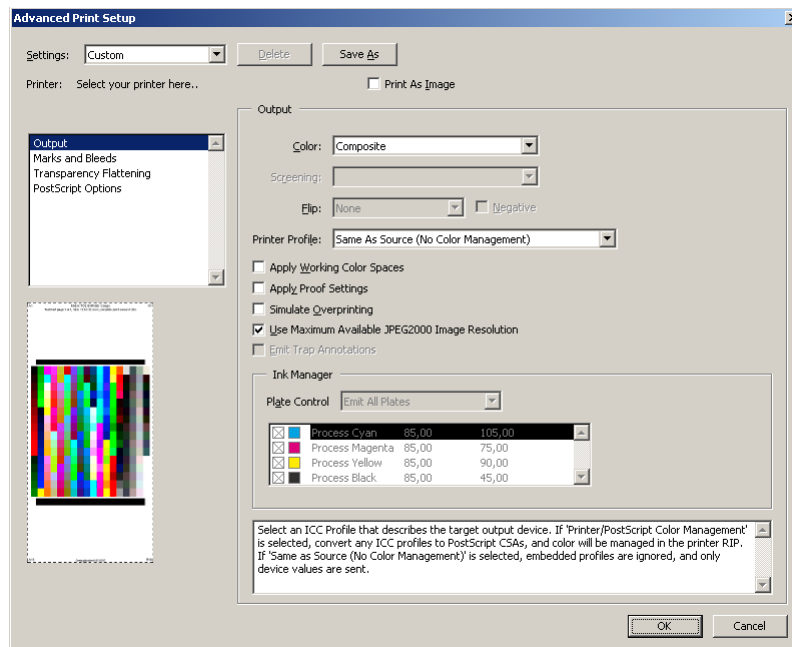 Advanced Print Setup
Settings: Custom Delete Save As
Printer: Select your printer here.. Print As Image
Output
Output
Marks and Bleeds
Transparency Flattening
PostScript Options
Color: Composite
Screening:
Flip: None Negative
Printer Profile: Same As Source (No Color Management)
Apply Working Color Spaces
Apply Proof Settings
Simulate Overprinting
Use Maximum Available JPEG2000 Image Resolution
Emit Trap Annotations
Ink Manager
Plate Control Emit All Plates
Process Cyan 85,00 105,00
Process Magenta 85,00 75,00
Process Yellow 85,00 90,00
Process Black 85,00 45,00
Select an ICC Profile that describes the target output device. If 'Printer/PostScript Color Management'
is selected, convert any ICC profiles to PostScript CSAs, and color will be managed in the printer RIP.
If 'Same as Source (No Color Management)' is selected, embedded profiles are ignored, and only
device values are sent.
OK Cancel